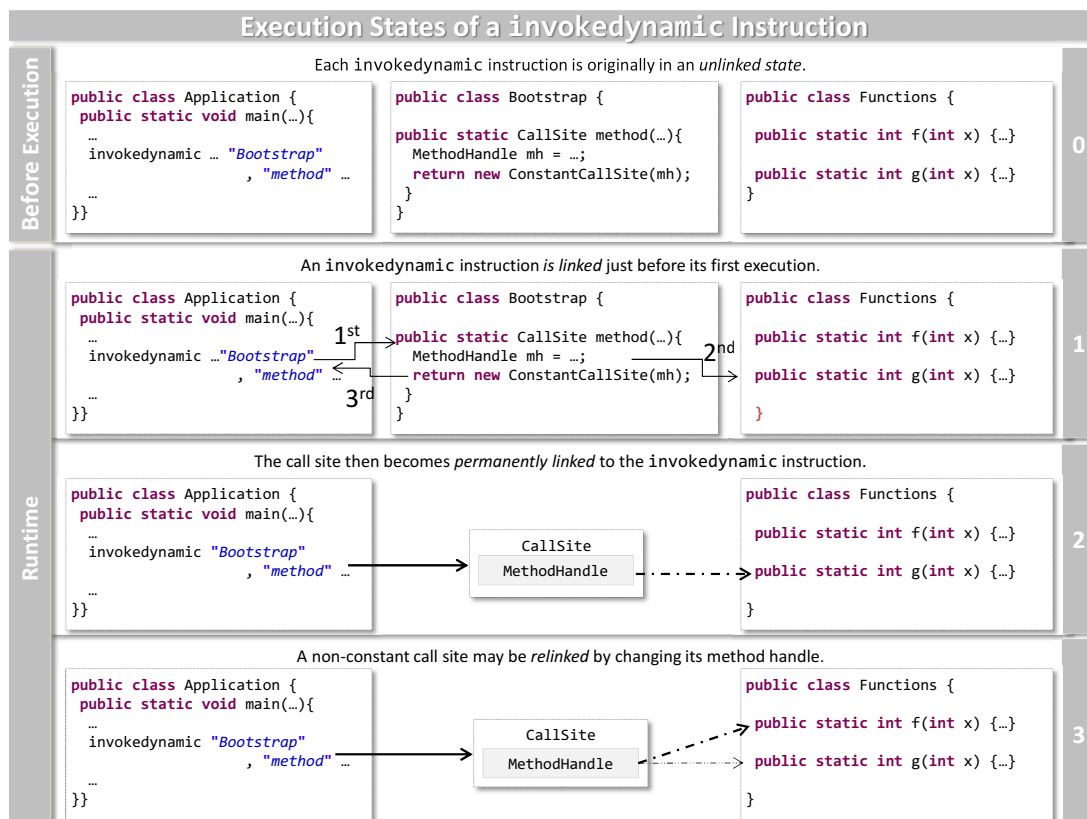 Execution States of a invokedynamic Instruction
Before Execution
Each invokedynamic instruction is originally in an unlinked state.
public class Application {
public static void main(…){
…
invokedynamic … "Bootstrap"
, "method" …
…
}}
public class Bootstrap {
public static CallSite method(…){
MethodHandle mh = …;
return new ConstantCallSite(mh);
}
}
public class Functions {
public static int f(int x) {…}
public static int g(int x) {…}
}
0
Runtime
An invokedynamic instruction is linked just before its first execution.
public class Application {
public static void main(…){
…
invokedynamic …"Bootstrap"
, "method" …
…
}}
1st
3rd
public class Bootstrap {
public static CallSite method(…){
MethodHandle mh = …;
return new ConstantCallSite(mh);
}
}
2nd
public class Functions {
public static int f(int x) {…}
public static int g(int x) {…}
}
1
The call site then becomes permanently linked to the invokedynamic instruction.
public class Application {
public static void main(…){
…
invokedynamic "Bootstrap"
, "method" …
…
}}
CallSite
MethodHandle
public class Functions {
public static int f(int x) {…}
public static int g(int x) {…}
}
2
A non-constant call site may be relinked by changing its method handle.
public class Application {
public static void main(…){
…
invokedynamic "Bootstrap"
, "method" …
…
}}
CallSite
MethodHandle
public class Functions {
public static int f(int x) {…}
public static int g(int x) {…}
}
3